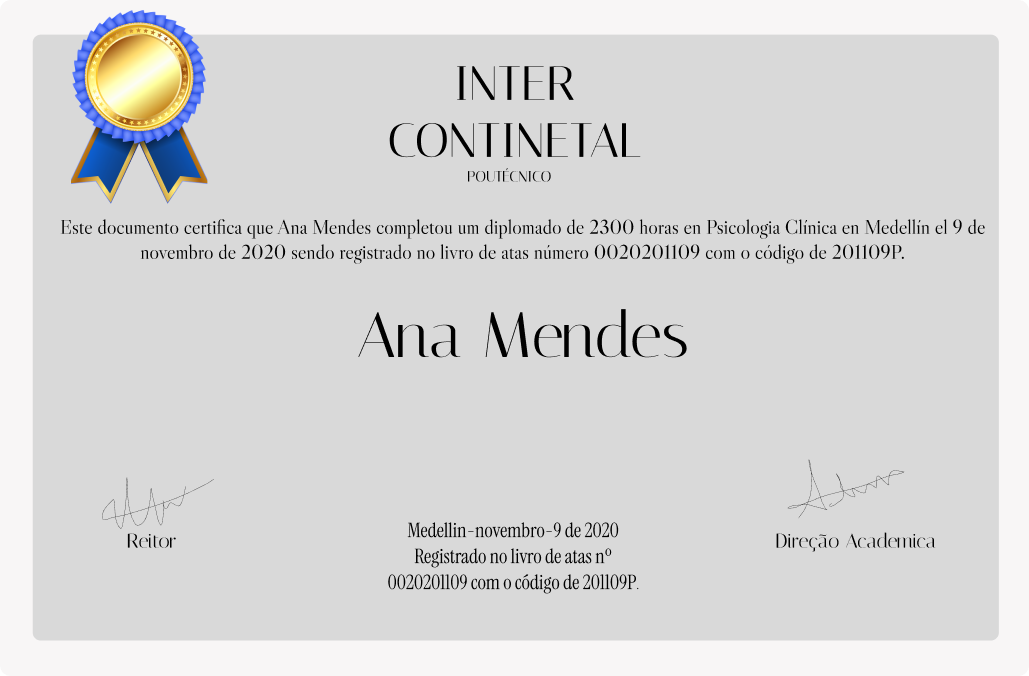 INTER
CONTINETAL
POUTÉCNICO
Este documento certifica que Ana Mendes completou um diplomado de 2300 horas en Psicologia Clínica en Medellín el 9 de
novembro de 2020 sendo registrado no livro de atas número 0020201109 com o código de 201109P.
Ana Mendes
Reitor
Medellin-novembro-9 de 2020
Registrado no livro de atas nº
0020201109 com o código de 201109P.
Direção Academica